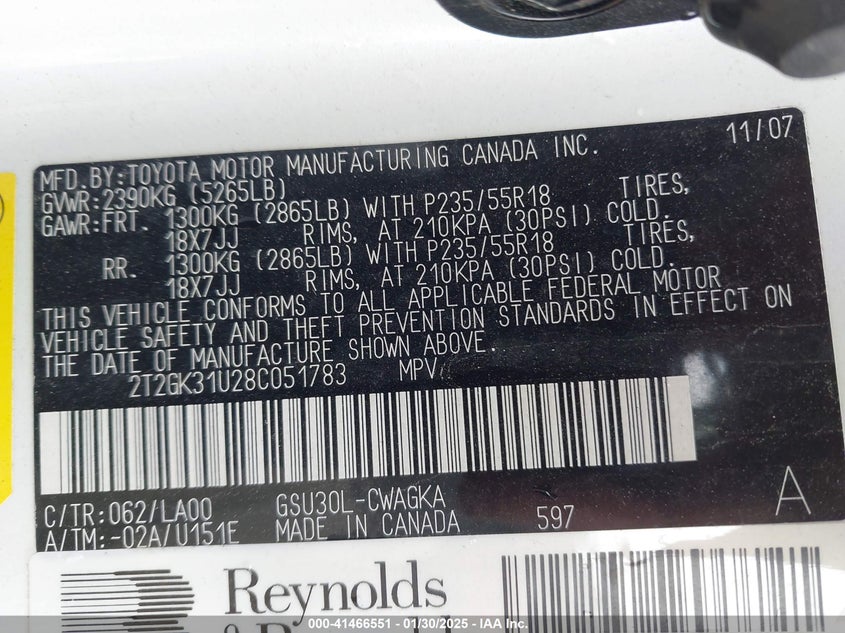 11/07
MFD.BY:TOYOTA MOTOR MANUFACTURING CANADA INC.
GVWR:2390KG (5265LB)
GAWR:FRT. 1300KG (2865LB) WITH P235/55R18 TIRES,
18X7JJ RIMS, AT 210KPA (30PSI) COLD.
RR. 1300KG (2865LB) WITH P235/55R18 TIRES,
18X7JJ RIMS, AT 210KPA (30PSI) COLD.
THIS VEHICLE CONFORMS TO ALL APPLICABLE FEDERAL MOTOR
VEHICLE SAFETY AND THEFT PREVENTION STANDARDS IN EFFECT ON
THE DATE OF MANUFACTURE SHOWN ABOVE.
2T2GK31U28C051783 MPV
C/TR:062/LA00 GSU30L-CWAGKA A
A/TM:-02A/U151E MADE IN CANADA 597
Reynolds
000-41466551 - 01/30/2025 - IAA Inc.